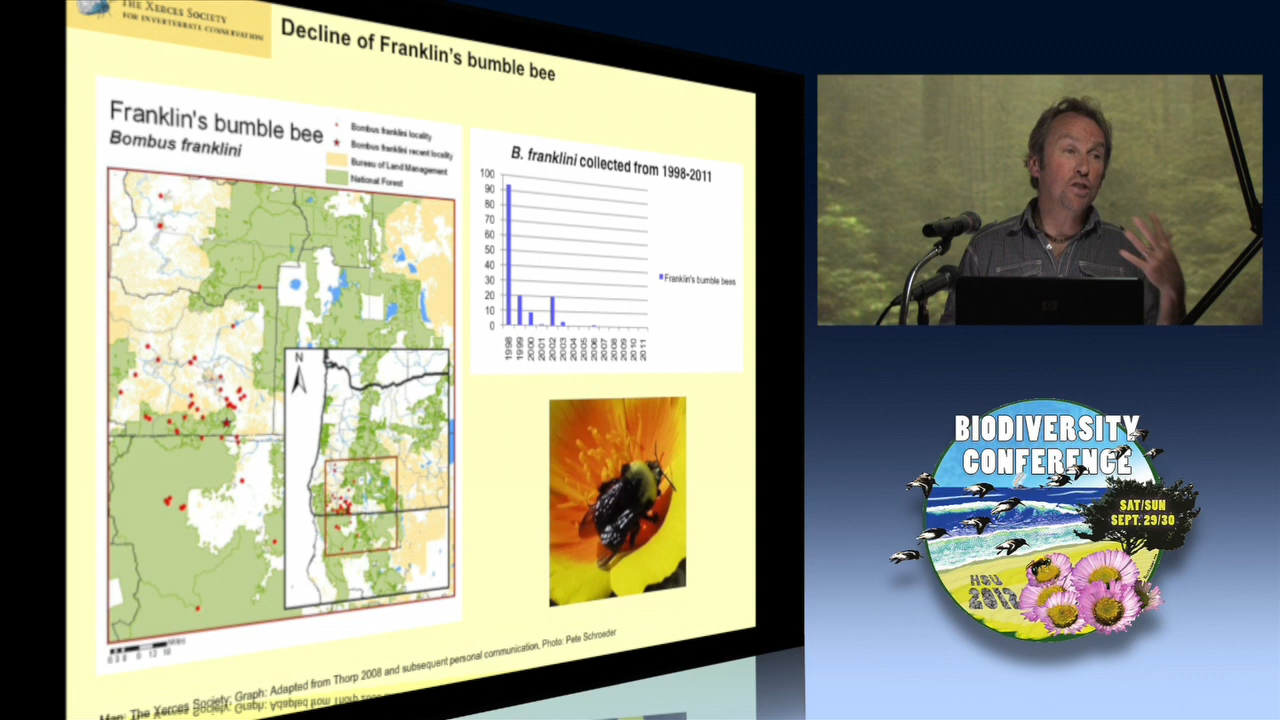 THE XERCES SOCIETY
FOR INVERTEBRATE CONSERVATION
Decline of Franklin's bumble bee
Franklin's bumble bee
Bombus franklini
Bombus franklini locality
Bombus franklini recent locality
Bureau of Land Management
National Forest
N
B. franklini collected from 1998-2011
100
90
80
70
60
50
40
30
20
10
0
1998
1999
2000
2001
2002
2003
2004
2005
2006
2007
2008
2009
2010
2011
Franklin's bumble bees
Map: The Xerces Society; Graph: Adapted from Thorp 2008 and subsequent personal communication, Photo: Pete Schroeder
BIODIVERSITY
CONFERENCE
SAT/SUN
SEPT. 29/30
HSU
2012